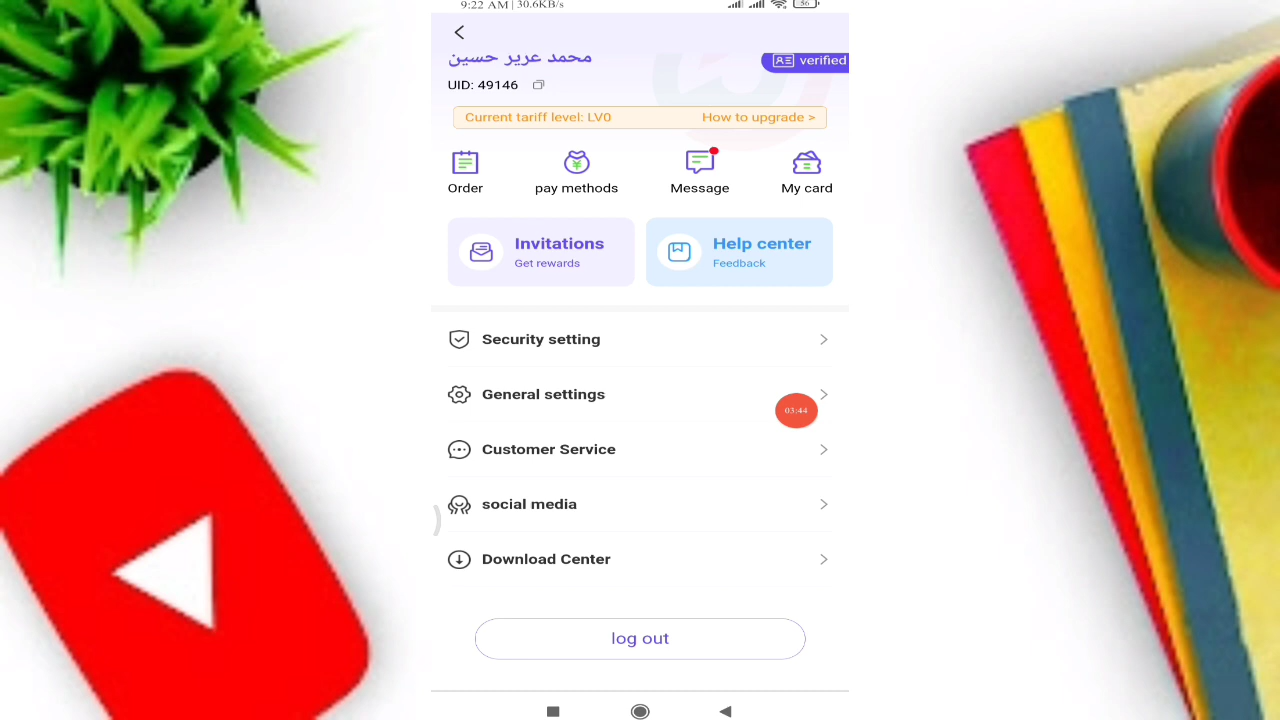 9:22 AM | 30.6KB/s
56
محمد عریر حسین
verified
UID: 49146
Current tariff level: LV0 How to upgrade >
Order pay methods Message My card
Invitations
Get rewards
Help center
Feedback
Security setting
General settings
03:44
Customer Service
social media
Download Center
log out